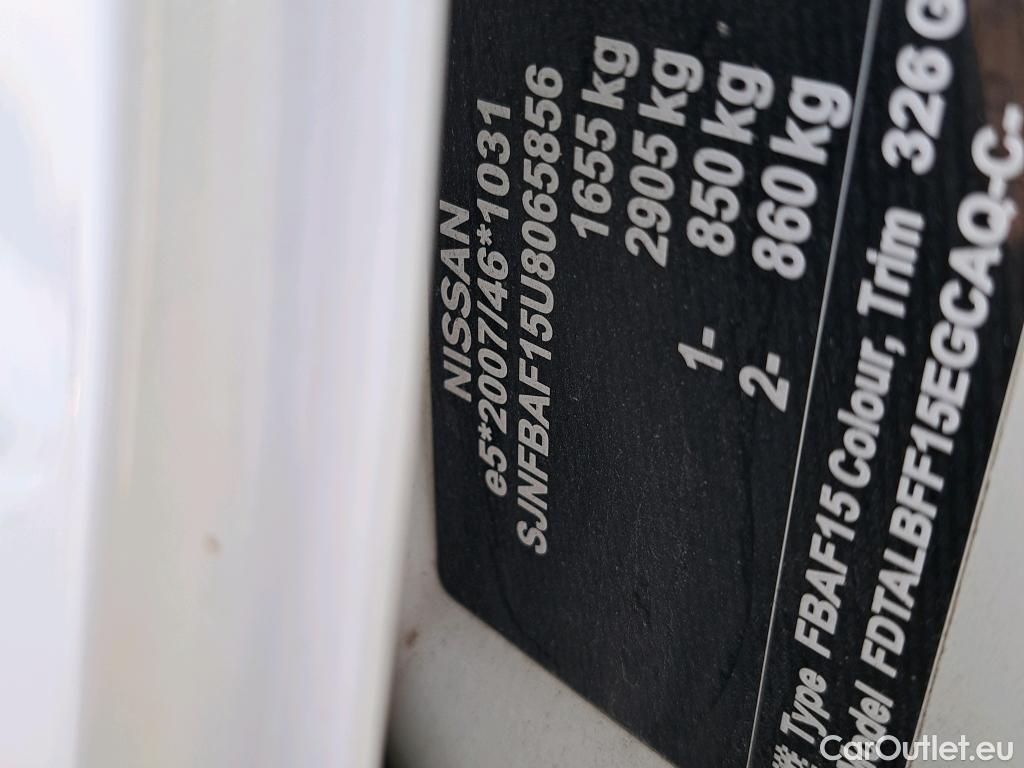 NISSAN
e5*2007/46*1031
SJNFBAF15U8065856
1655 kg
2905 kg
1- 850 kg
2- 860 kg
Type FBAF15 Colour, Trim 326 G
Model FDTALBFF15EGCAQ-C-
CarOutlet.eu